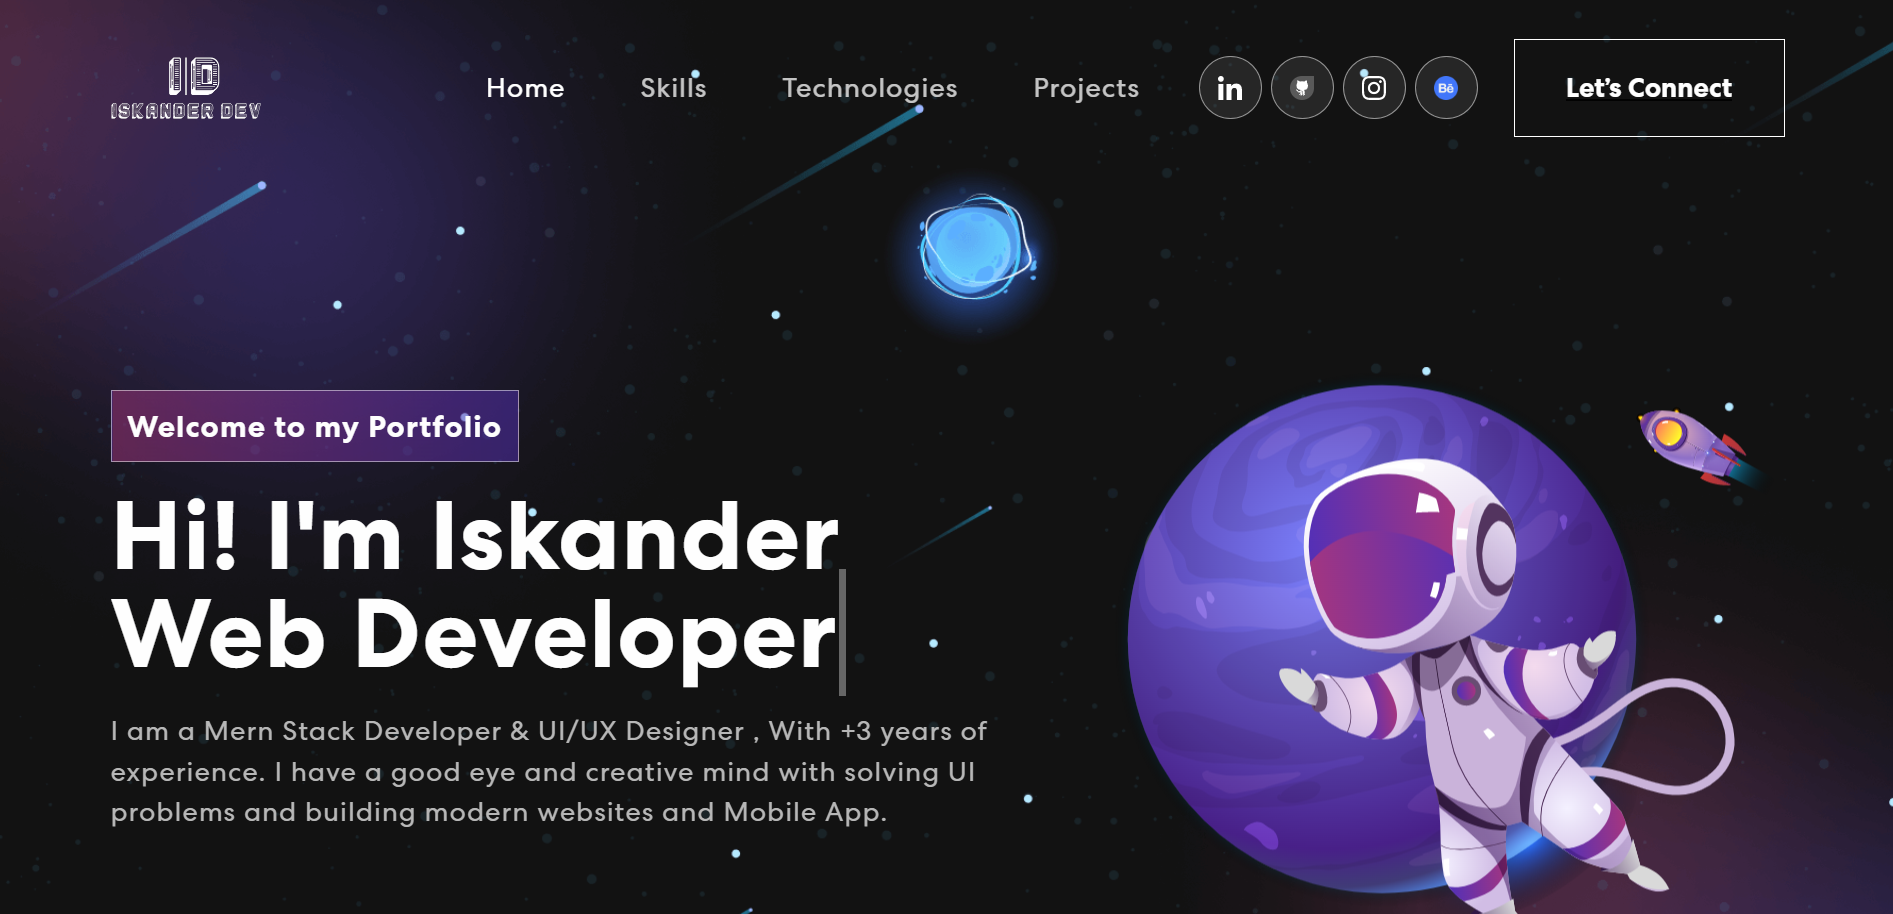 ID
ISKANDER DEV
Home
Skills
Technologies
Projects
in
Bē
Let’s Connect
Welcome to my Portfolio
Hi! I'm Iskander
Web Developer
I am a Mern Stack Developer & UI/UX Designer , With +3 years of
experience. I have a good eye and creative mind with solving UI
problems and building modern websites and Mobile App.